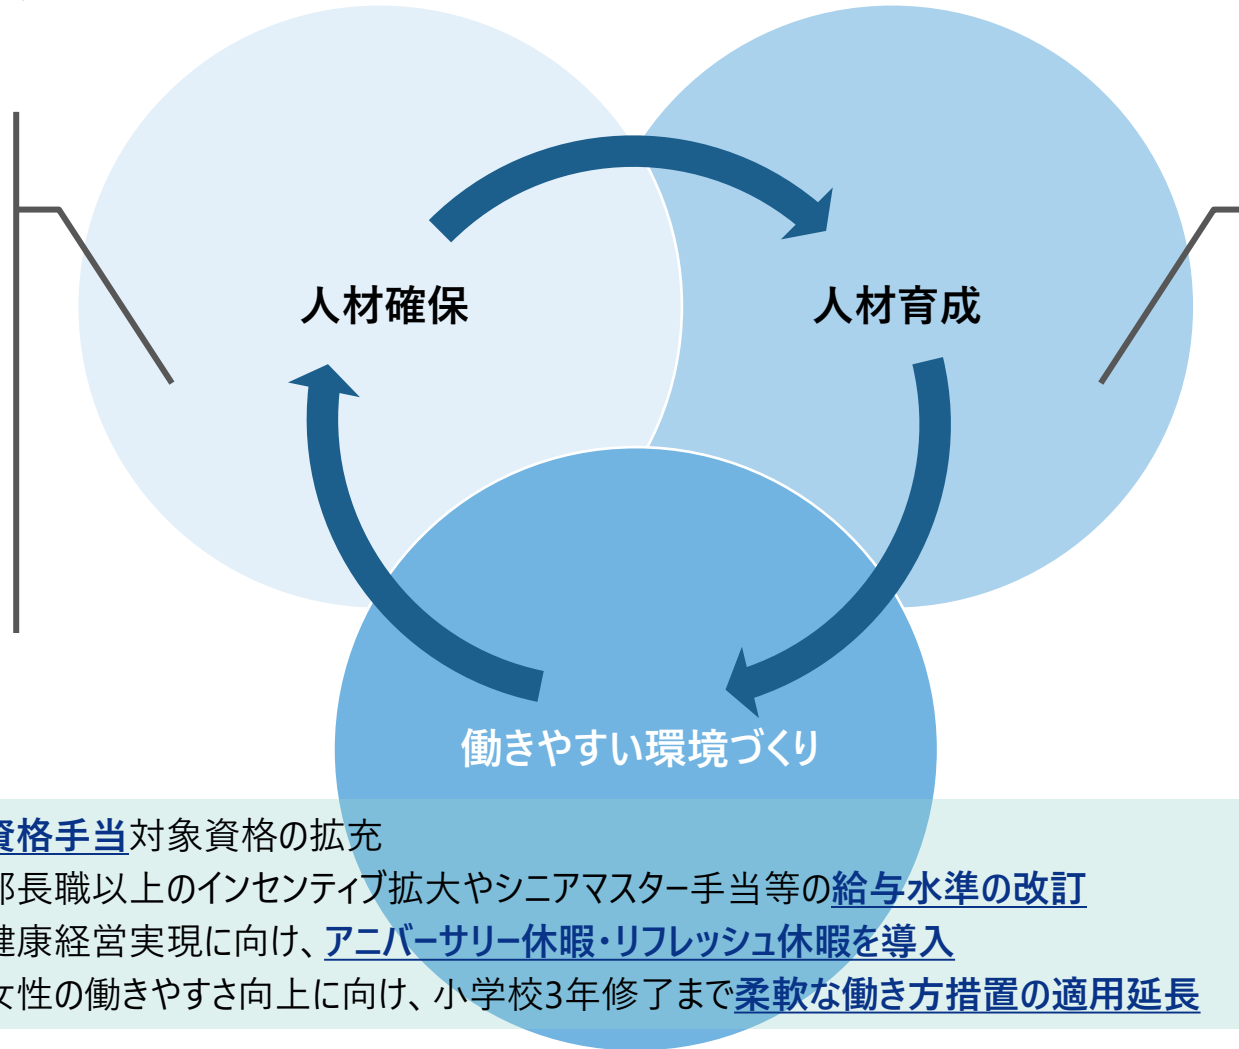 人材確保
人材育成
働きやすい環境づくり
資格手当対象資格の拡充
部長職以上のインセンティブ拡大やシニアマスター手当等の給与水準の改訂
健康経営実現に向け、アニバーサリー休暇・リフレッシュ休暇を導入
女性の働きやすさ向上に向け、小学校3年修了まで柔軟な働き方措置の適用延長